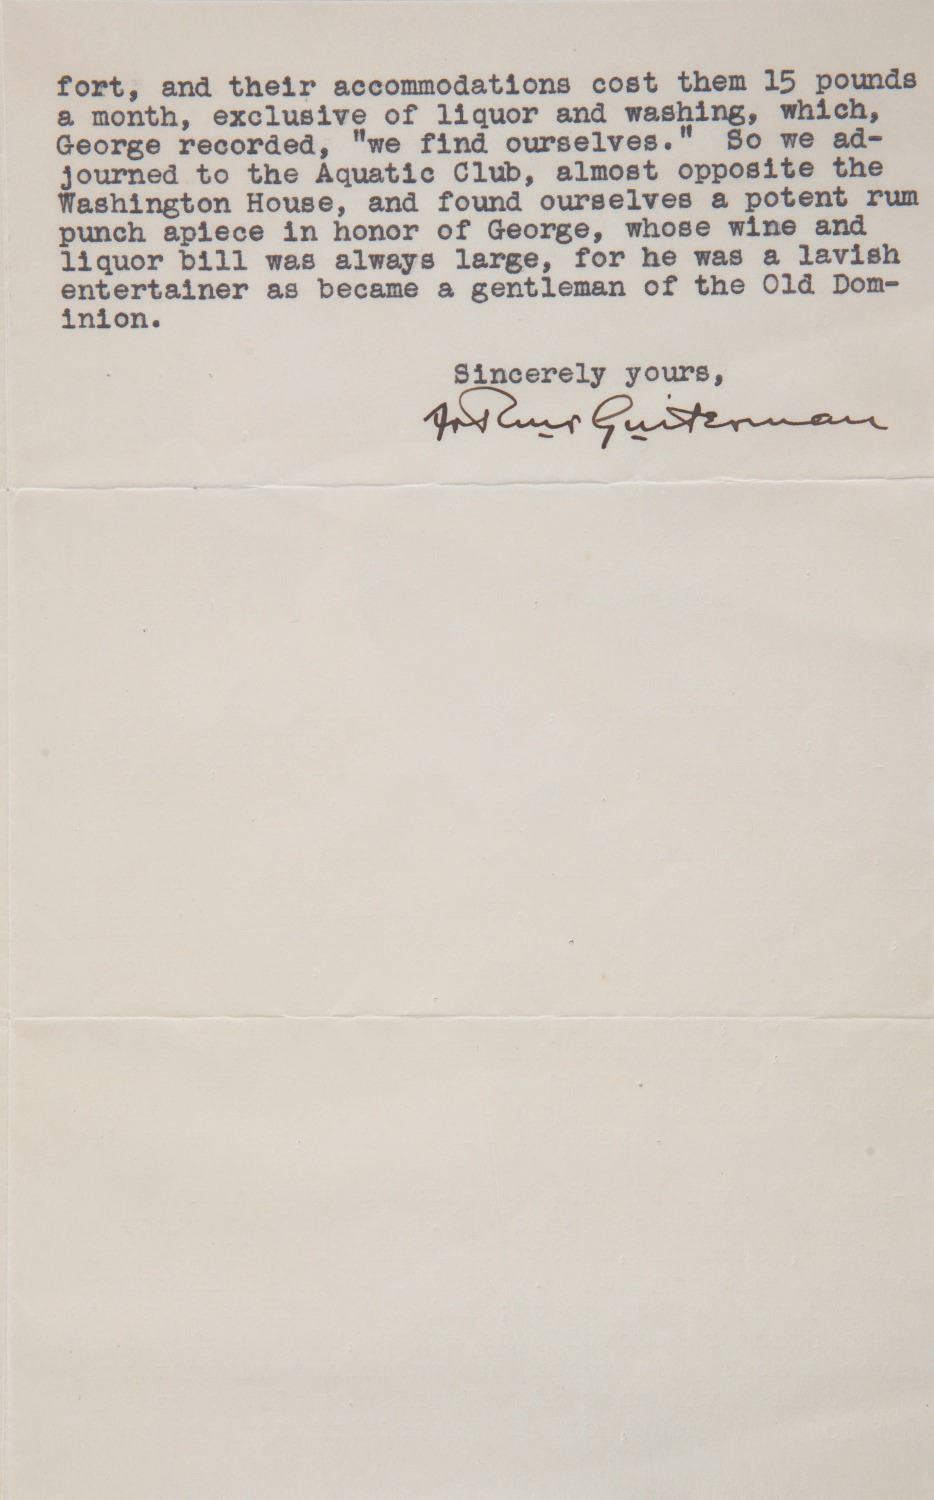 fort, and their accommodations cost them 15 pounds
a month, exclusive of liquor and washing, which,
George recorded, "we find ourselves." So we ad-
journed to the Aquatic Club, almost opposite the
Washington House, and found ourselves a potent rum
punch apiece in honor of George, whose wine and
liquor bill was always large, for he was a lavish
entertainer as became a gentleman of the Old Dom-
inion.
Sincerely yours,
Arthur Guiterman